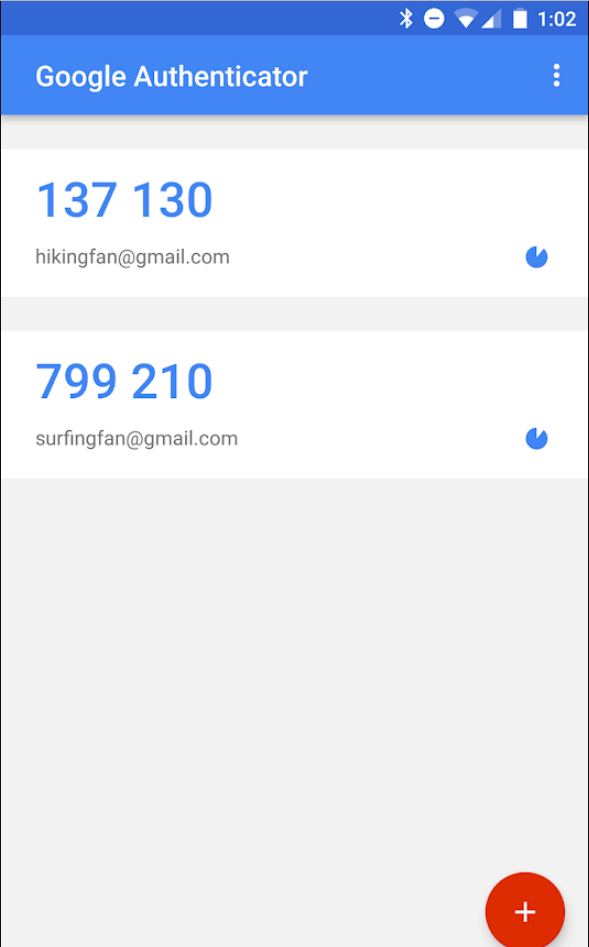 1:02
Google Authenticator
137 130
hikingfan@gmail.com
799 210
surfingfan@gmail.com
+